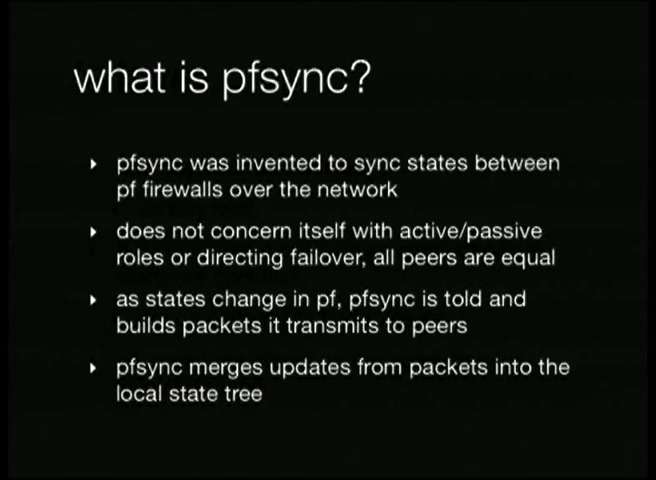 what is pfsync?
pfsync was invented to sync states between
pf firewalls over the network
does not concern itself with active/passive
roles or directing failover, all peers are equal
as states change in pf, pfsync is told and
builds packets it transmits to peers
pfsync merges updates from packets into the
local state tree